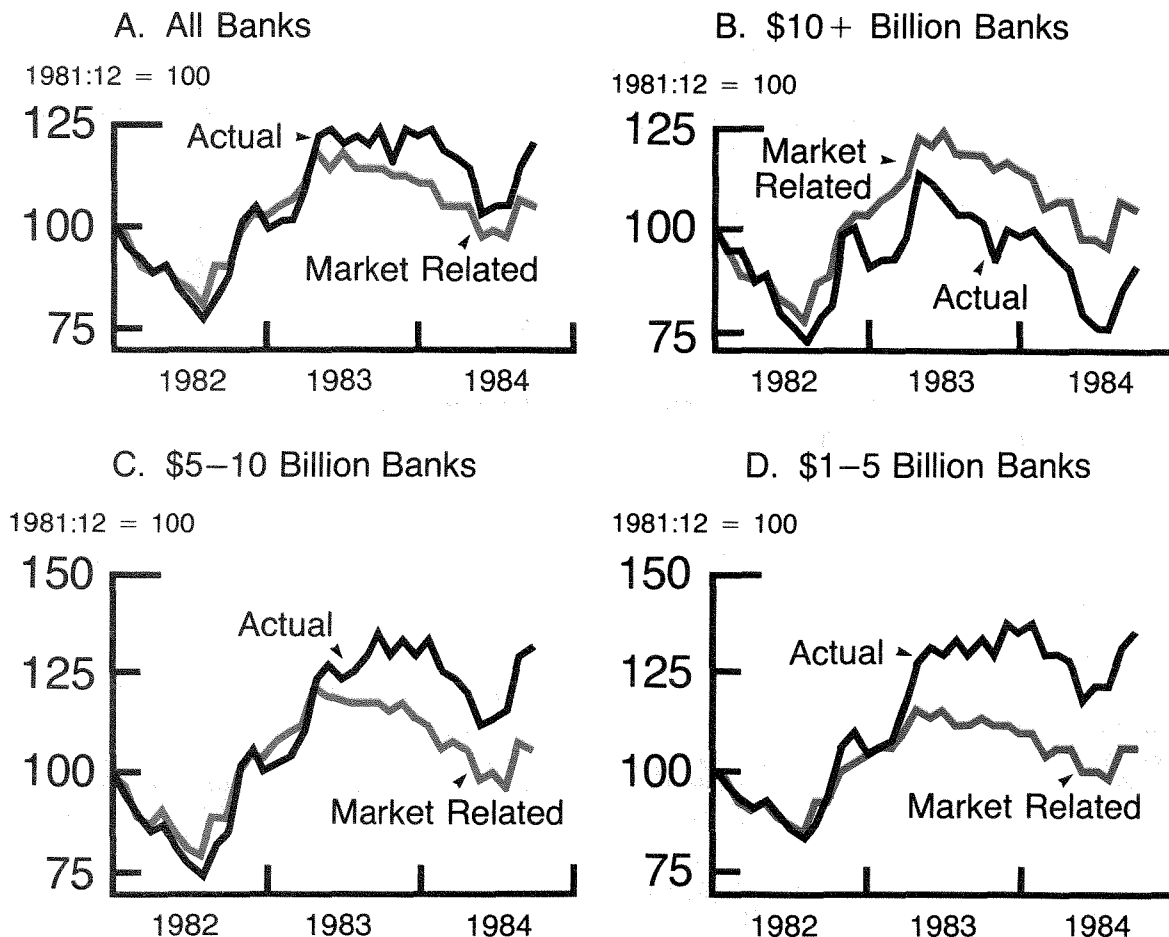 A. All Banks
1981:12 = 100
125
100
75
Actual
Market Related
1982
1983
1984
B. $10+ Billion Banks
1981:12 = 100
125
100
75
Market
Related
Actual
1982
1983
1984
C. $5–10 Billion Banks
1981:12 = 100
150
125
100
75
Actual
Market Related
1982
1983
1984
D. $1–5 Billion Banks
1981:12 = 100
150
125
100
75
Actual
Market Related
1982
1983
1984